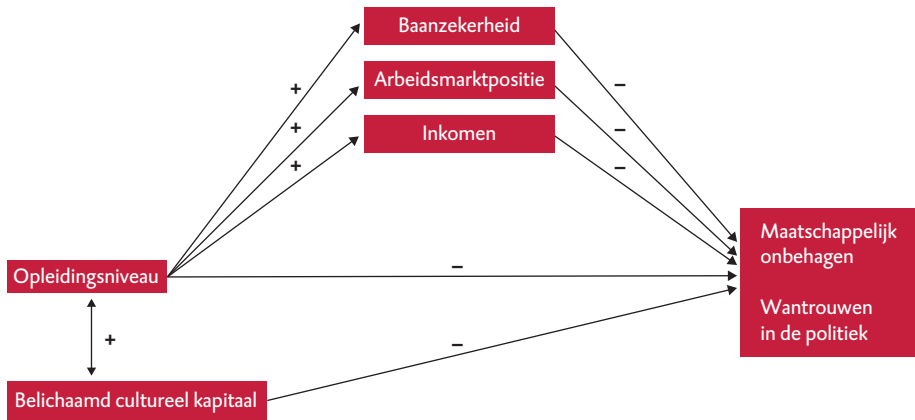 Baanzekerheid
+
–
Arbeidsmarktpositie
+
–
Inkomen
+
–
Maatschappelijk
onbehagen
Wantrouwen
in de politiek
Opleidingsniveau
–
+
–
Belichaamd cultureel kapitaal